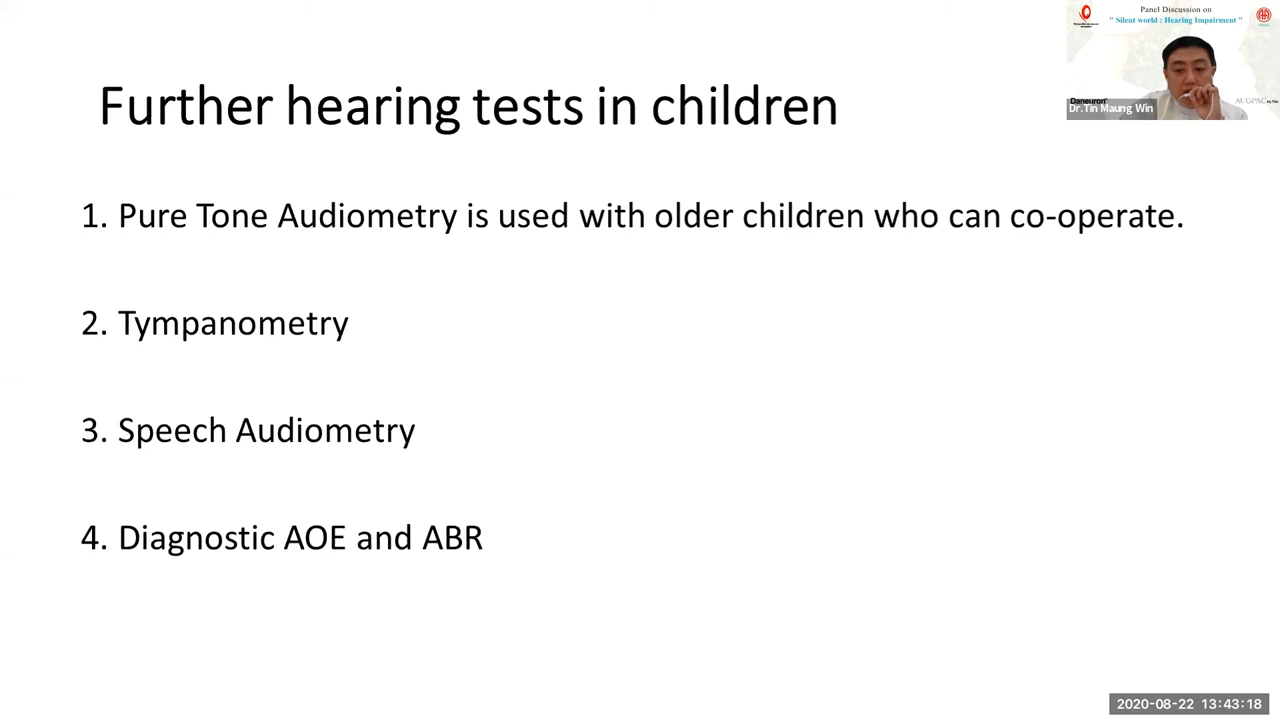 Panel Discussion on
" Silent world : Hearing Impairment "
Daneuron
Dr.Tin Maung Win
Further hearing tests in children
1. Pure Tone Audiometry is used with older children who can co-operate.
2. Tympanometry
3. Speech Audiometry
4. Diagnostic AOE and ABR
2020-08-22 13:43:18